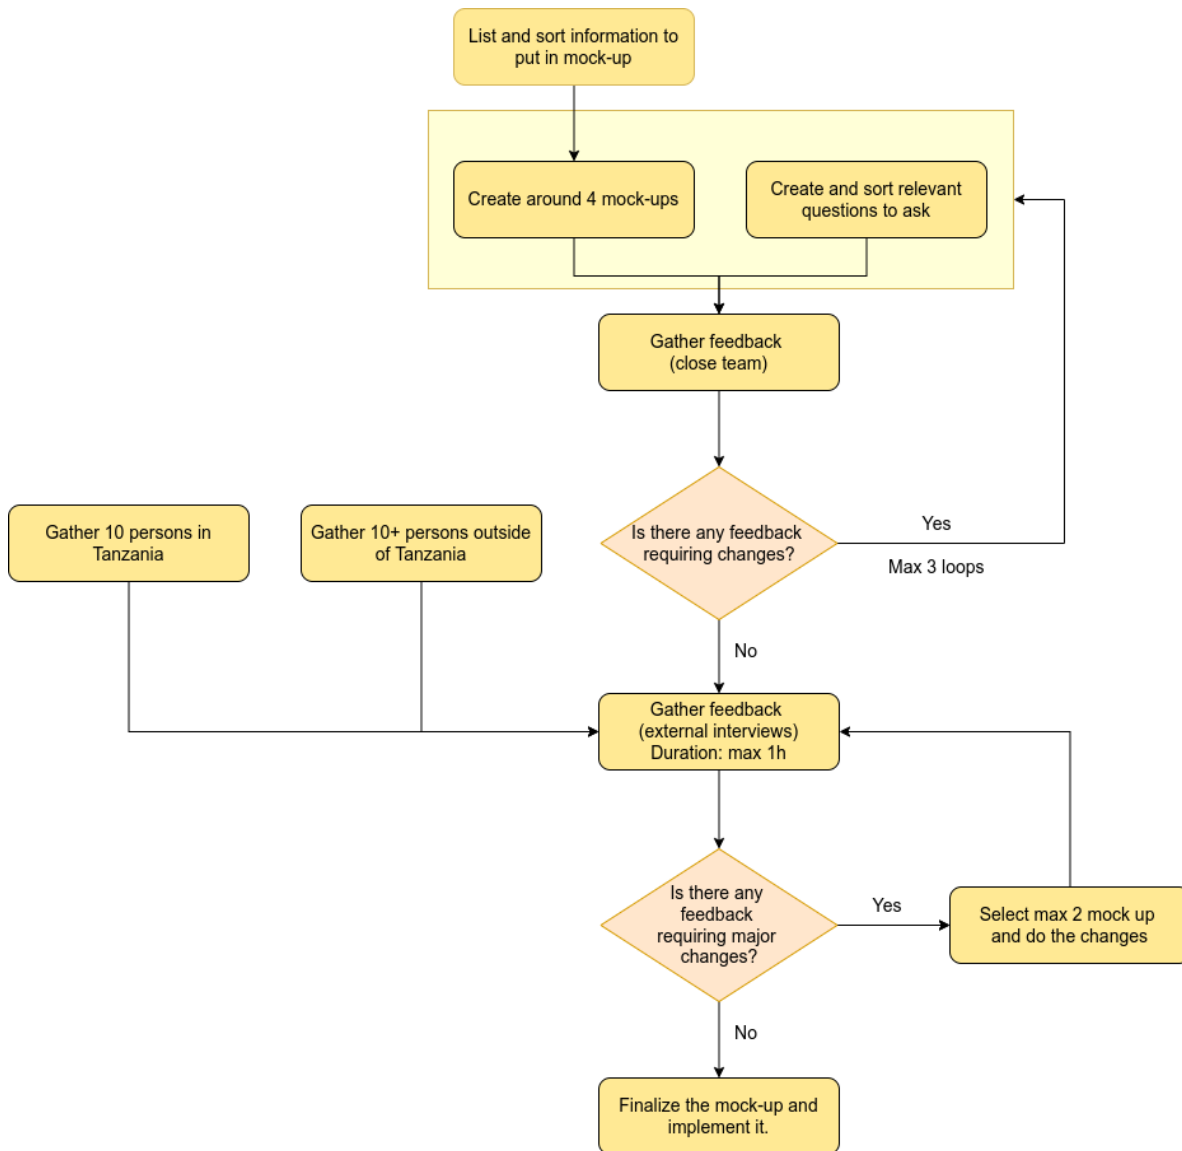 List and sort information to
put in mock-up
Create around 4 mock-ups
Create and sort relevant
questions to ask
Gather feedback
(close team)
Is there any feedback
requiring changes?
Yes
Max 3 loops
Gather 10 persons in
Tanzania
Gather 10+ persons outside
of Tanzania
No
Gather feedback
(external interviews)
Duration: max 1h
Is there any
feedback
requiring major
changes?
Yes
Select max 2 mock up
and do the changes
No
Finalize the mock-up and
implement it.